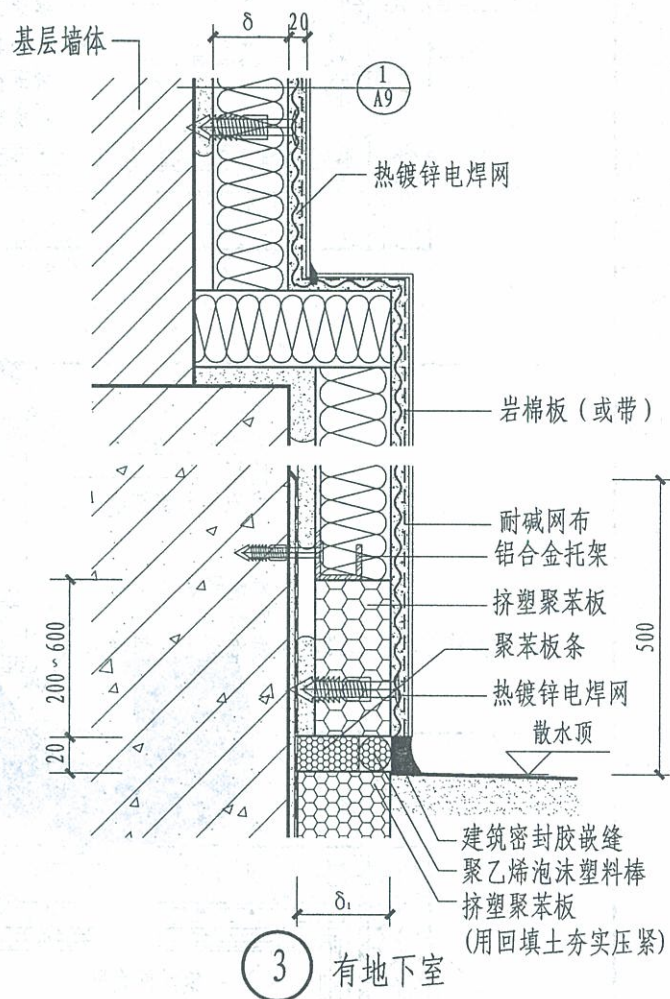 δ
20
基层墙体
1
A9
热镀锌电焊网
岩棉板（或带）
耐碱网布
铝合金托架
挤塑聚苯板
聚苯板条
热镀锌电焊网
散水顶
500
200~600
20
建筑密封胶嵌缝
聚乙烯泡沫塑料棒
挤塑聚苯板
(用回填土夯实压紧)
δ₁
3 有地下室